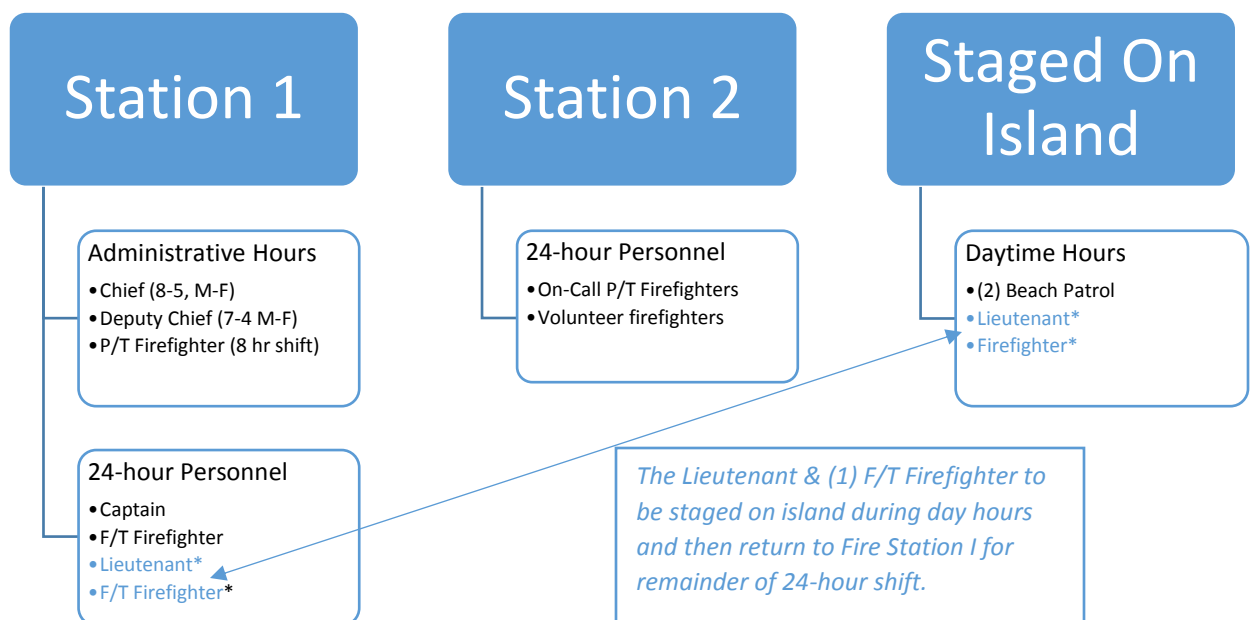 Station 1
Administrative Hours
•Chief (8-5, M-F)
•Deputy Chief (7-4 M-F)
•P/T Firefighter (8 hr shift)
24-hour Personnel
•Captain
•F/T Firefighter
•Lieutenant*
•F/T Firefighter*
Station 2
24-hour Personnel
•On-Call P/T Firefighters
•Volunteer firefighters
Staged On
Island
Daytime Hours
•(2) Beach Patrol
•Lieutenant*
•Firefighter*
The Lieutenant & (1) F/T Firefighter to
be staged on island during day hours
and then return to Fire Station I for
remainder of 24-hour shift.